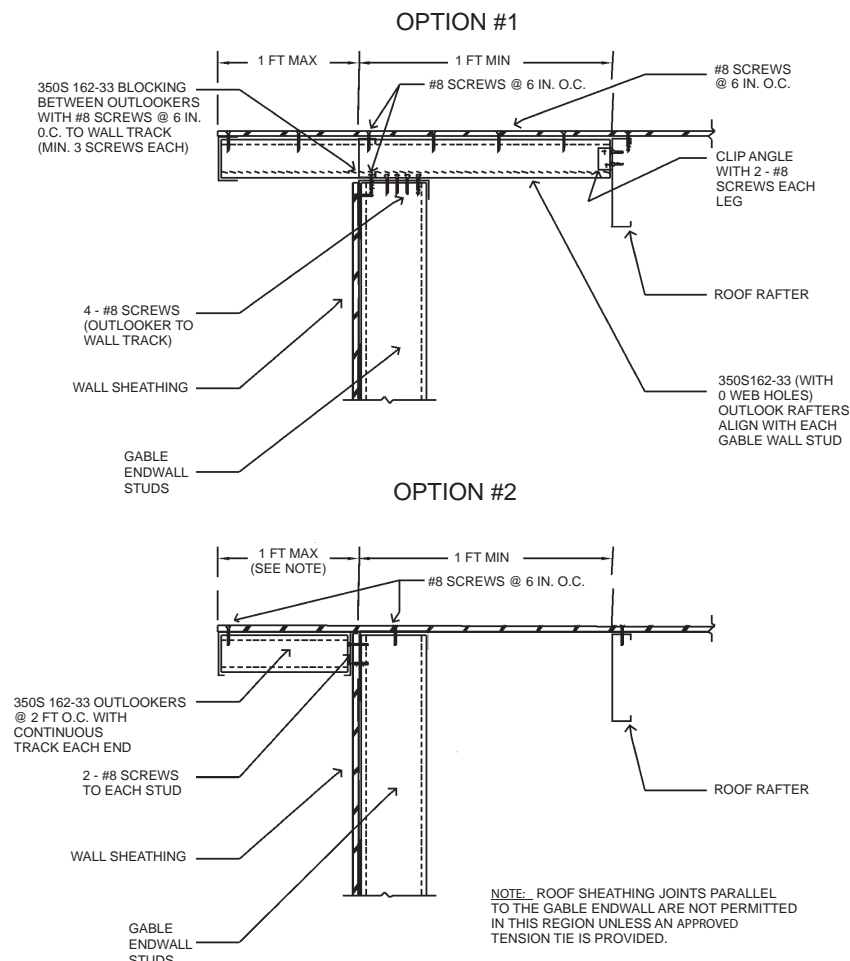 OPTION #1
1 FT MAX
1 FT MIN
350S 162-33 BLOCKING
BETWEEN OUTLOOKERS
WITH #8 SCREWS @ 6 IN.
0.C. TO WALL TRACK
(MIN. 3 SCREWS EACH)
#8 SCREWS @ 6 IN. O.C.
#8 SCREWS
@ 6 IN. O.C.
CLIP ANGLE
WITH 2 - #8
SCREWS EACH
LEG
ROOF RAFTER
4 - #8 SCREWS
(OUTLOOKER TO
WALL TRACK)
WALL SHEATHING
350S162-33 (WITH
0 WEB HOLES)
OUTLOOK RAFTERS
ALIGN WITH EACH
GABLE WALL STUD
GABLE
ENDWALL
STUDS
OPTION #2
1 FT MAX
(SEE NOTE)
1 FT MIN
#8 SCREWS @ 6 IN. O.C.
350S 162-33 OUTLOOKERS
@ 2 FT O.C. WITH
CONTINUOUS
TRACK EACH END
2 - #8 SCREWS
TO EACH STUD
ROOF RAFTER
WALL SHEATHING
GABLE
ENDWALL
STUDS
NOTE: ROOF SHEATHING JOINTS PARALLEL
TO THE GABLE ENDWALL ARE NOT PERMITTED
IN THIS REGION UNLESS AN APPROVED
TENSION TIE IS PROVIDED.